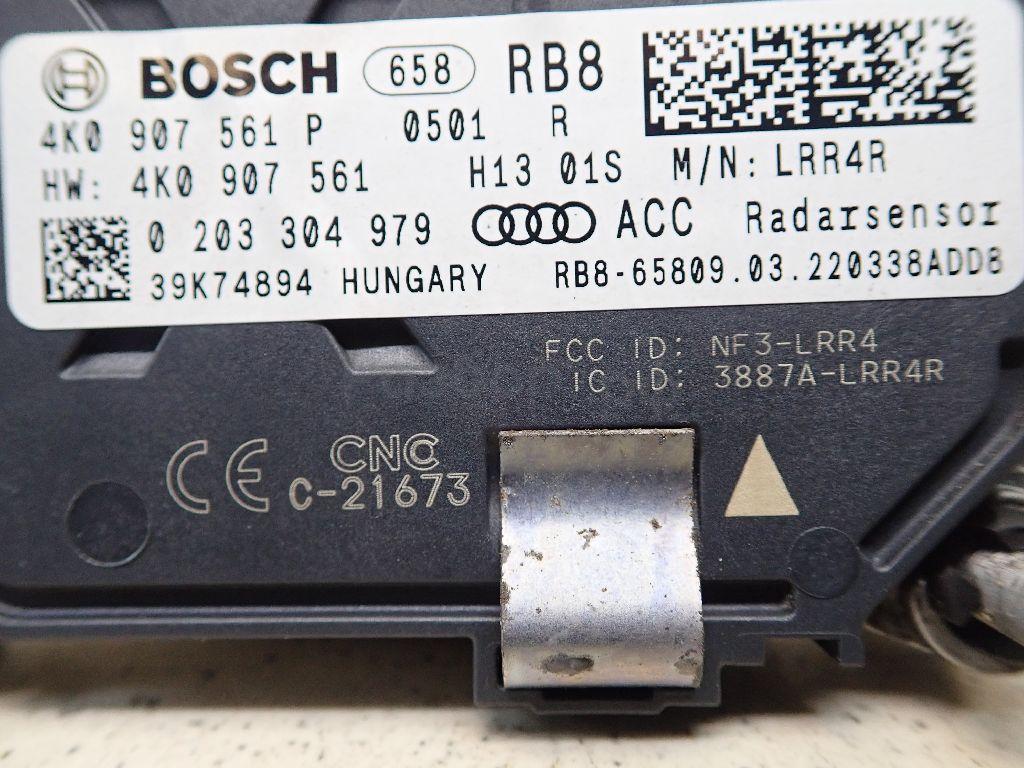 BOSCH 658 RB8
4K0 907 561 P 0501 R
HW: 4K0 907 561 H13 01S M/N: LRR4R
0 203 304 979 ACC Radarsensor
39K74894 HUNGARY RB8-65809.03.220338ADD8
FCC ID: NF3-LRR4
IC ID: 3887A-LRR4R
CE CNC
C-21673